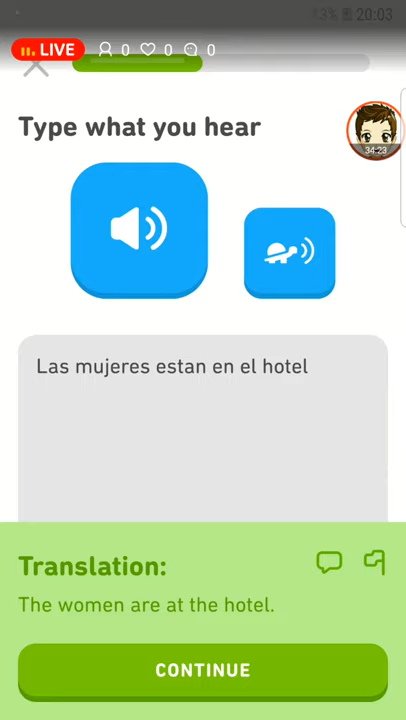 13% 20:03
LIVE 0 0 0
Type what you hear
34:23
Las mujeres estan en el hotel
Translation:
The women are at the hotel.
CONTINUE